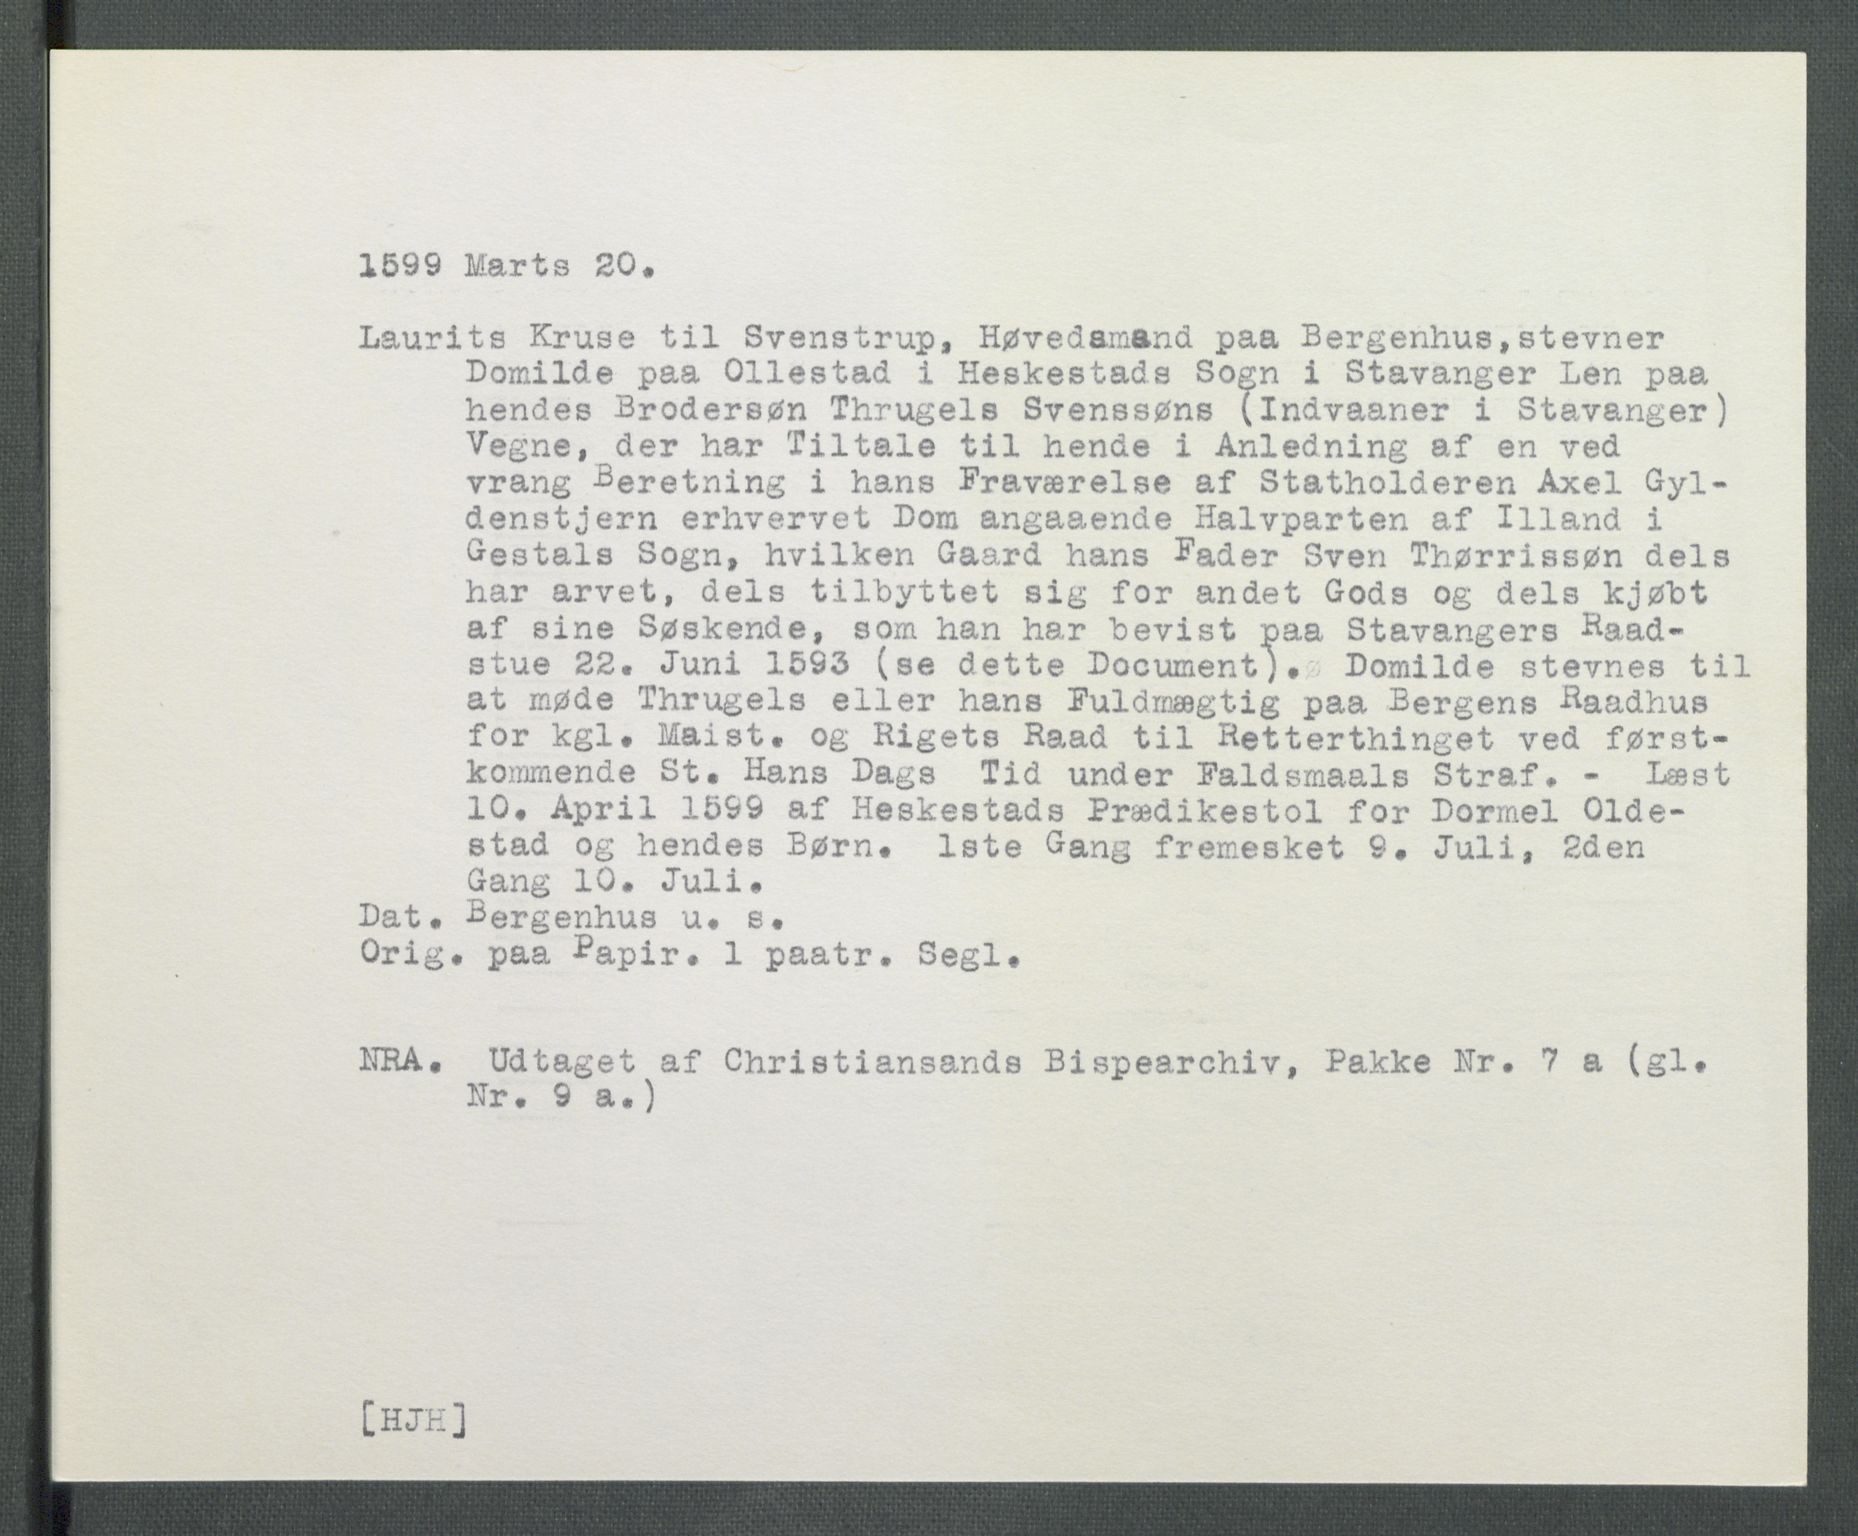 1599 Marts 20.
Laurits Kruse til Svenstrup, Høvedsmand paa Bergenhus, stevner
Domilde paa Ollestad i Heskestads Sogn i Stavanger Len paa
hendes Brodersøn Thrugels Svenssøns (Indvaaner i Stavanger)
Vegne, der har Tiltale til hende i Anledning af en ved
vrang Beretning i hans Fraværelse af Statholderen Axel Gyl-
denstjern erhvervet Dom angaaende Halvparten af Illand i
Gestals Sogn, hvilken Gaard hans Fader Sven Thørrissøn dels
har arvet, dels tilbyttet sig for andet Gods og dels kjøbt
af sine Søskende, som han har bevist paa Stavangers Raad-
stue 22. Juni 1593 (se dette Document). Domilde stevnes til
at møde Thrugels eller hans Fuldmægtig paa Bergens Raadhus
for kgl. Maist. og Rigets Raad til Retterthinget ved først-
kommende St. Hans Dags Tid under Faldsmaals Straf. - Læst
10. April 1599 af Heskestads Prædikestol for Dormel Olde-
stad og hendes Børn. 1ste Gang fremesket 9. Juli, 2den
Gang 10. Juli.
Dat. Bergenhus u. s.
Orig. paa Papir. 1 paatr. Segl.
NRA. Udtaget af Christiansands Bispearchiv, Pakke Nr. 7 a (gl.
Nr. 9 a.)
[HJH]